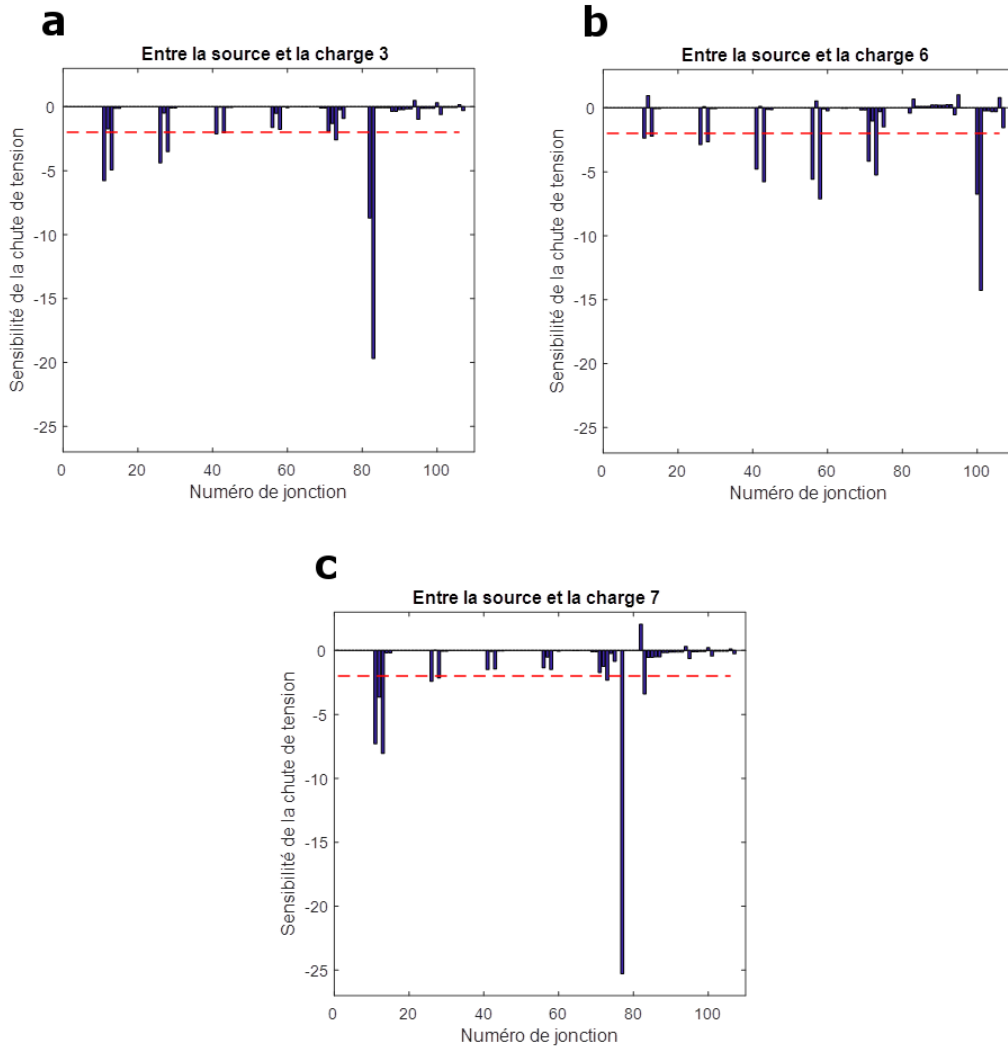 a
Entre la source et la charge 3
0
-5
-10
-15
-20
-25
Sensibilité de la chute de tension
0 20 40 60 80 100
Numéro de jonction
b
Entre la source et la charge 6
0
-5
-10
-15
-20
-25
Sensibilité de la chute de tension
0 20 40 60 80 100
Numéro de jonction
c
Entre la source et la charge 7
0
-5
-10
-15
-20
-25
Sensibilité de la chute de tension
0 20 40 60 80 100
Numéro de jonction